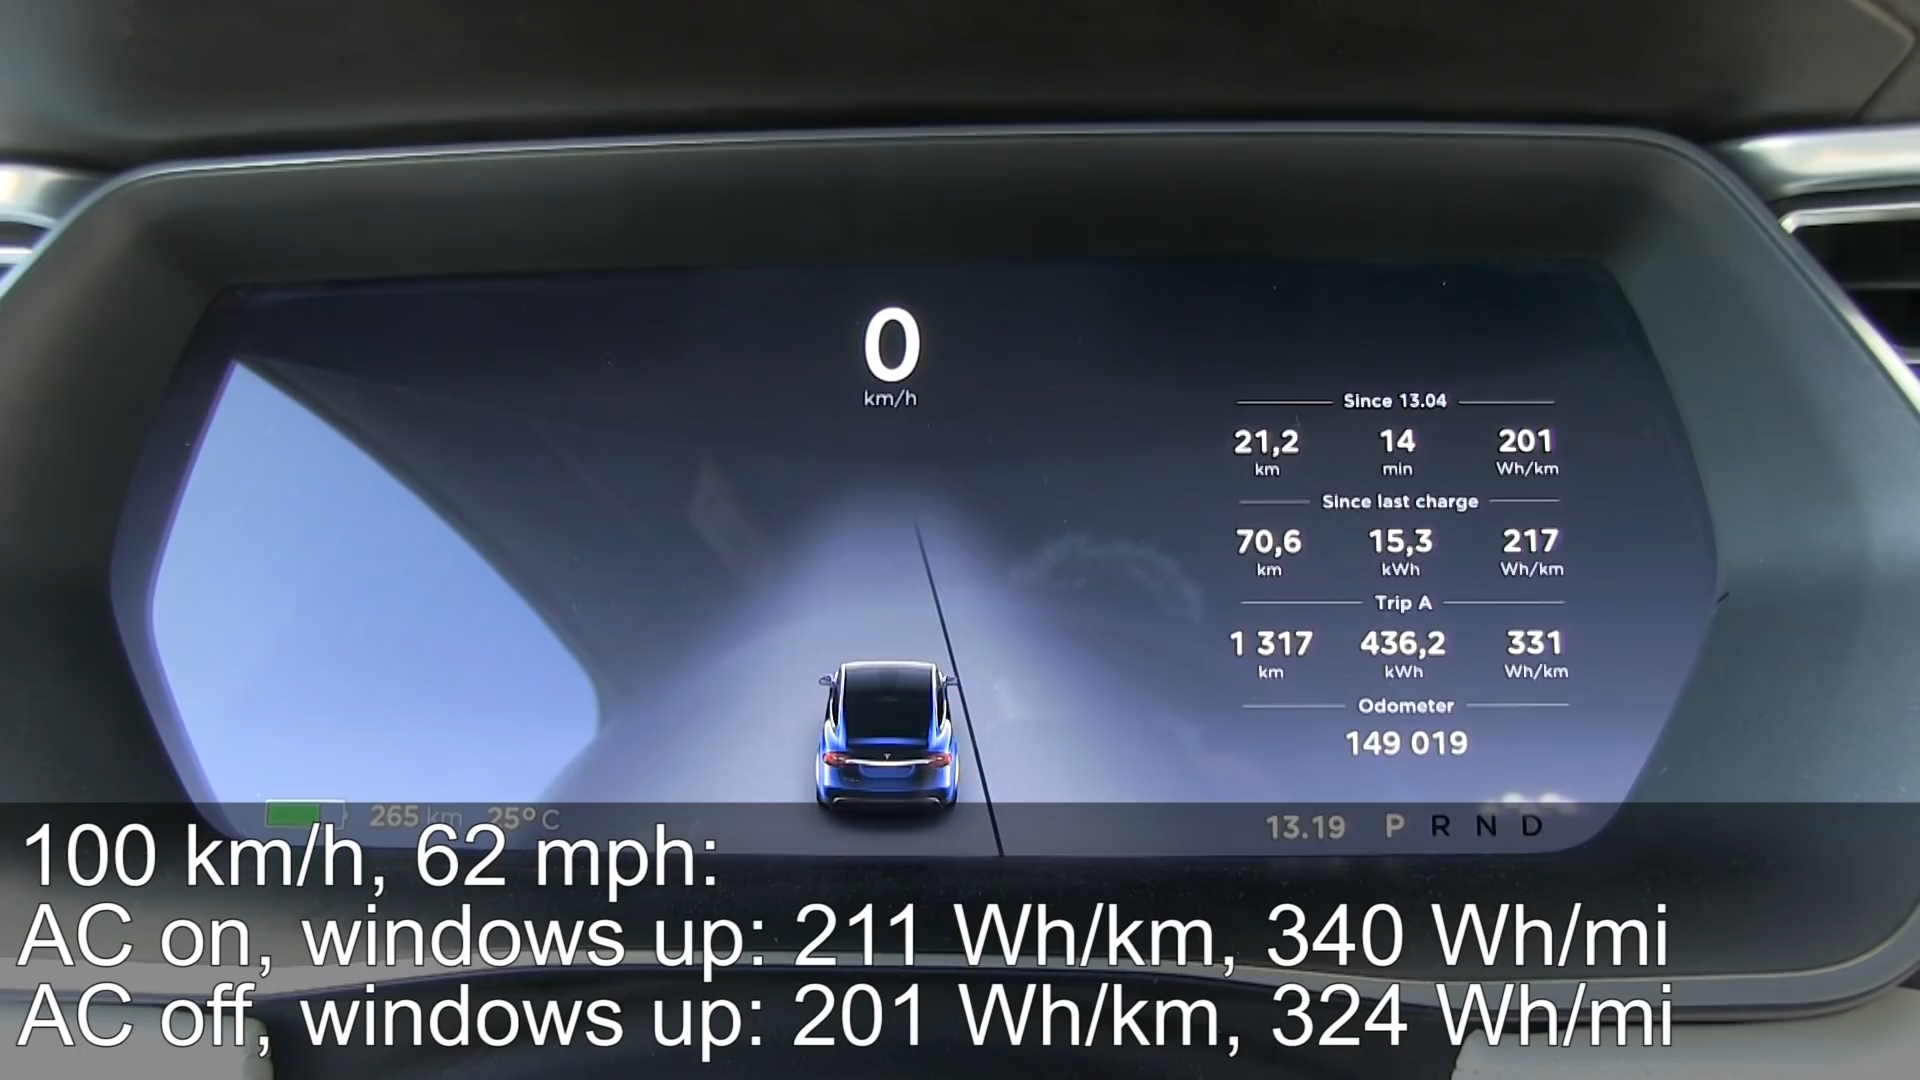 0
km/h
Since 13.04
21,2 14 201
km min Wh/km
Since last charge
70,6 15,3 217
km kWh Wh/km
Trip A
1 317 436,2 331
km kWh Wh/km
Odometer
149 019
265 km 25°C 13.19 P R N D
100 km/h, 62 mph:
AC on, windows up: 211 Wh/km, 340 Wh/mi
AC off, windows up: 201 Wh/km, 324 Wh/mi